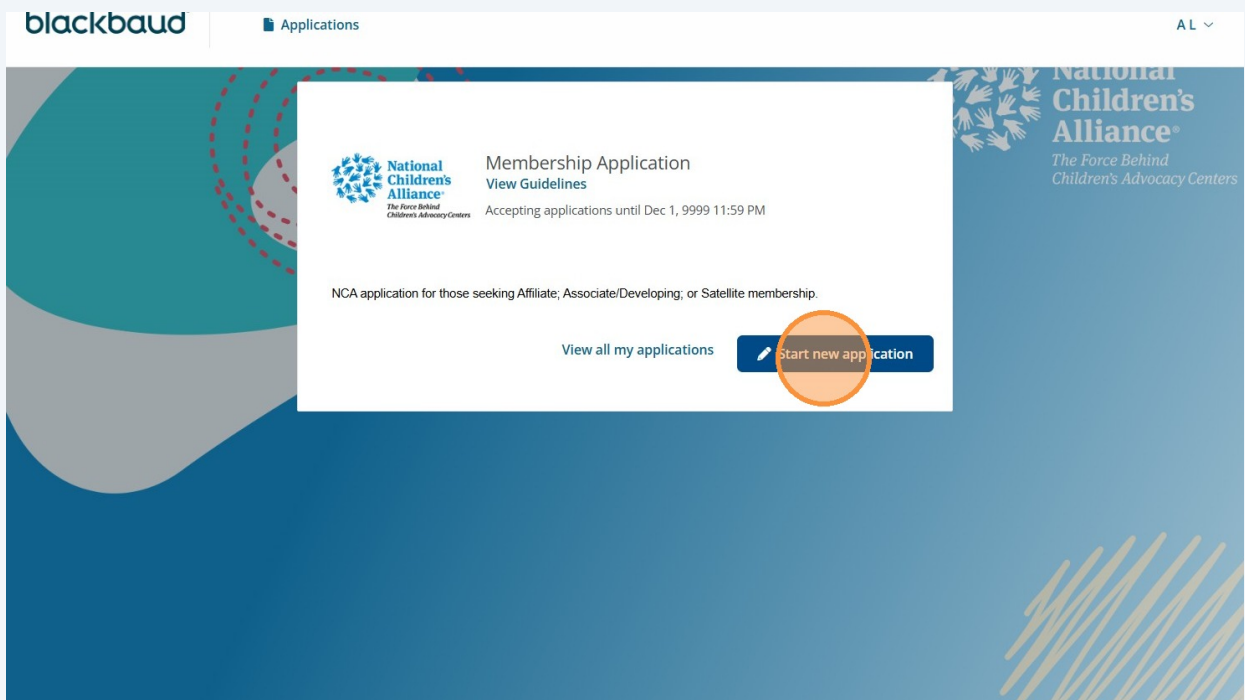 blackbaud
Applications
A L
National
Children's
Alliance®
The Force Behind
Children's Advocacy Centers
National
Children's
Alliance®
The Force Behind
Children's Advocacy Centers
Membership Application
View Guidelines
Accepting applications until Dec 1, 9999 11:59 PM
NCA application for those seeking Affiliate; Associate/Developing; or Satellite membership.
View all my applications
Start new application